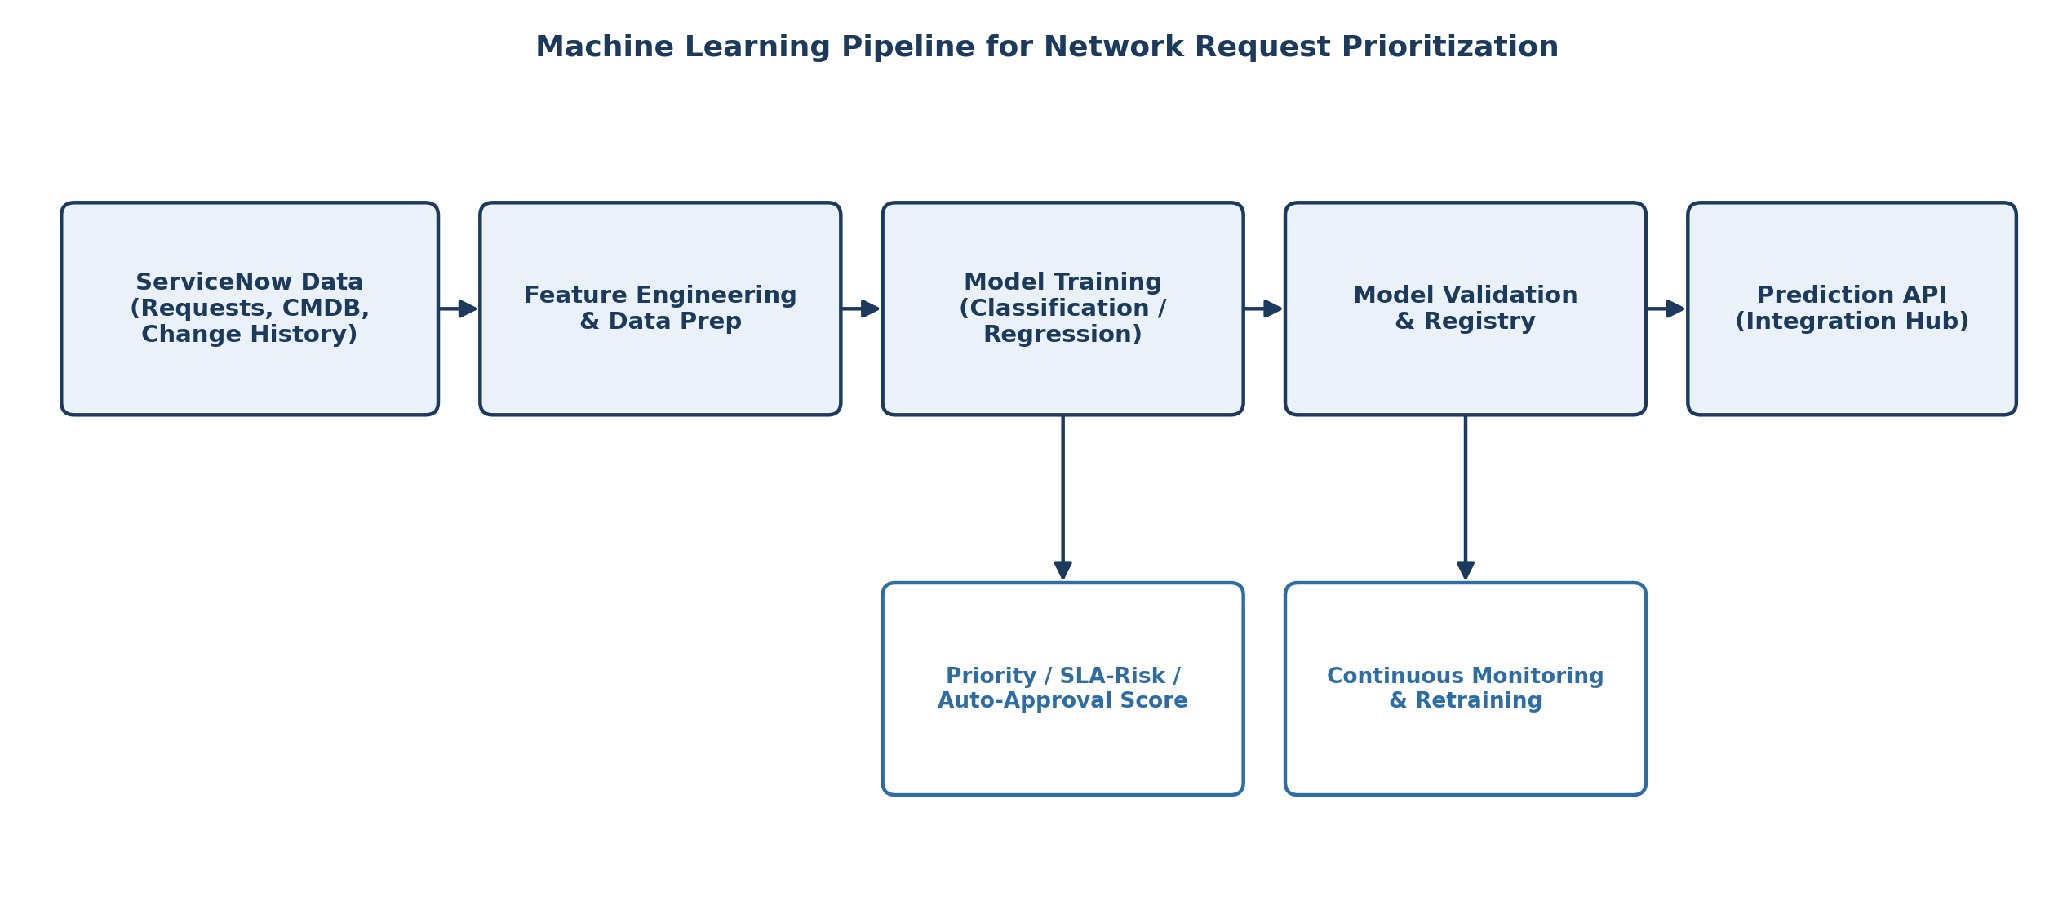 Machine Learning Pipeline for Network Request Prioritization
ServiceNow Data
(Requests, CMDB,
Change History)
Feature Engineering
& Data Prep
Model Training
(Classification /
Regression)
Model Validation
& Registry
Prediction API
(Integration Hub)
Priority / SLA-Risk /
Auto-Approval Score
Continuous Monitoring
& Retraining